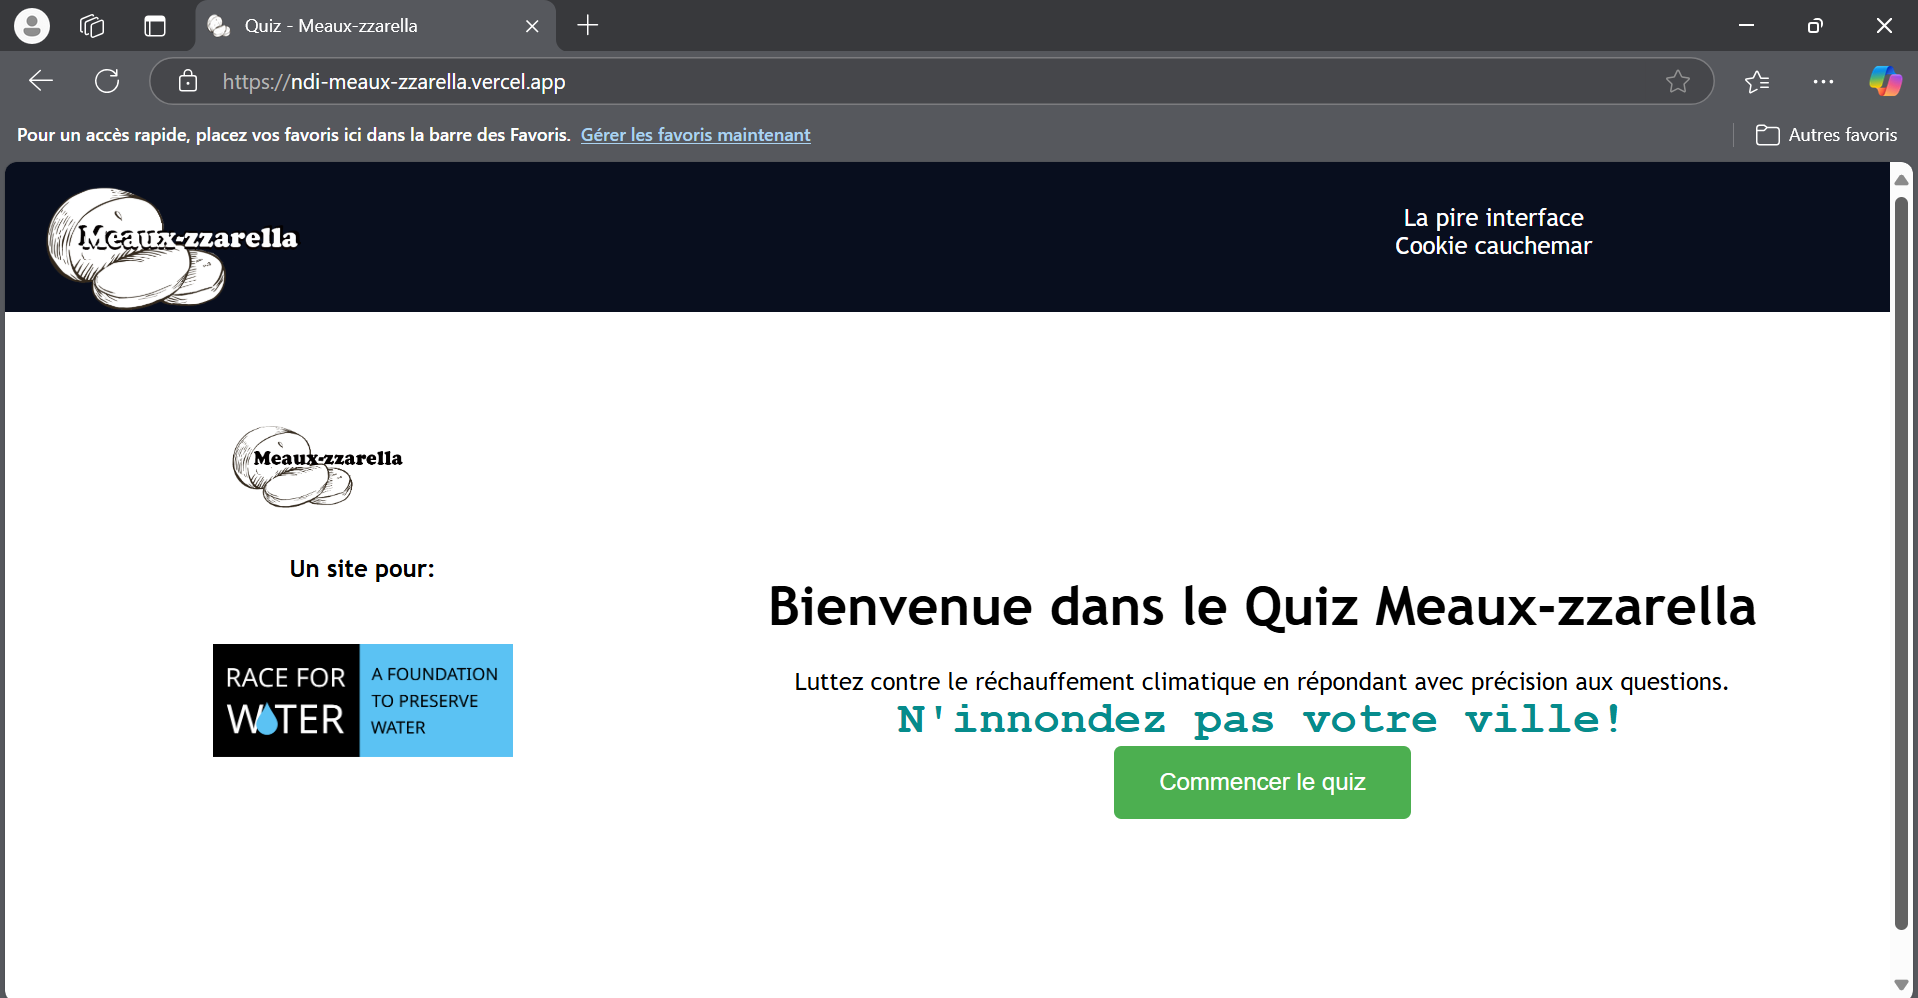 Quiz - Meaux-zzarella
https://ndi-meaux-zzarella.vercel.app
Pour un accès rapide, placez vos favoris ici dans la barre des Favoris. Gérer les favoris maintenant
Autres favoris
Meaux-zzarella
La pire interface
Cookie cauchemar
Meaux-zzarella
Un site pour:
RACE FOR
WATER
A FOUNDATION
TO PRESERVE
WATER
Bienvenue dans le Quiz Meaux-zzarella
Luttez contre le réchauffement climatique en répondant avec précision aux questions.
N'innondez pas votre ville!
Commencer le quiz